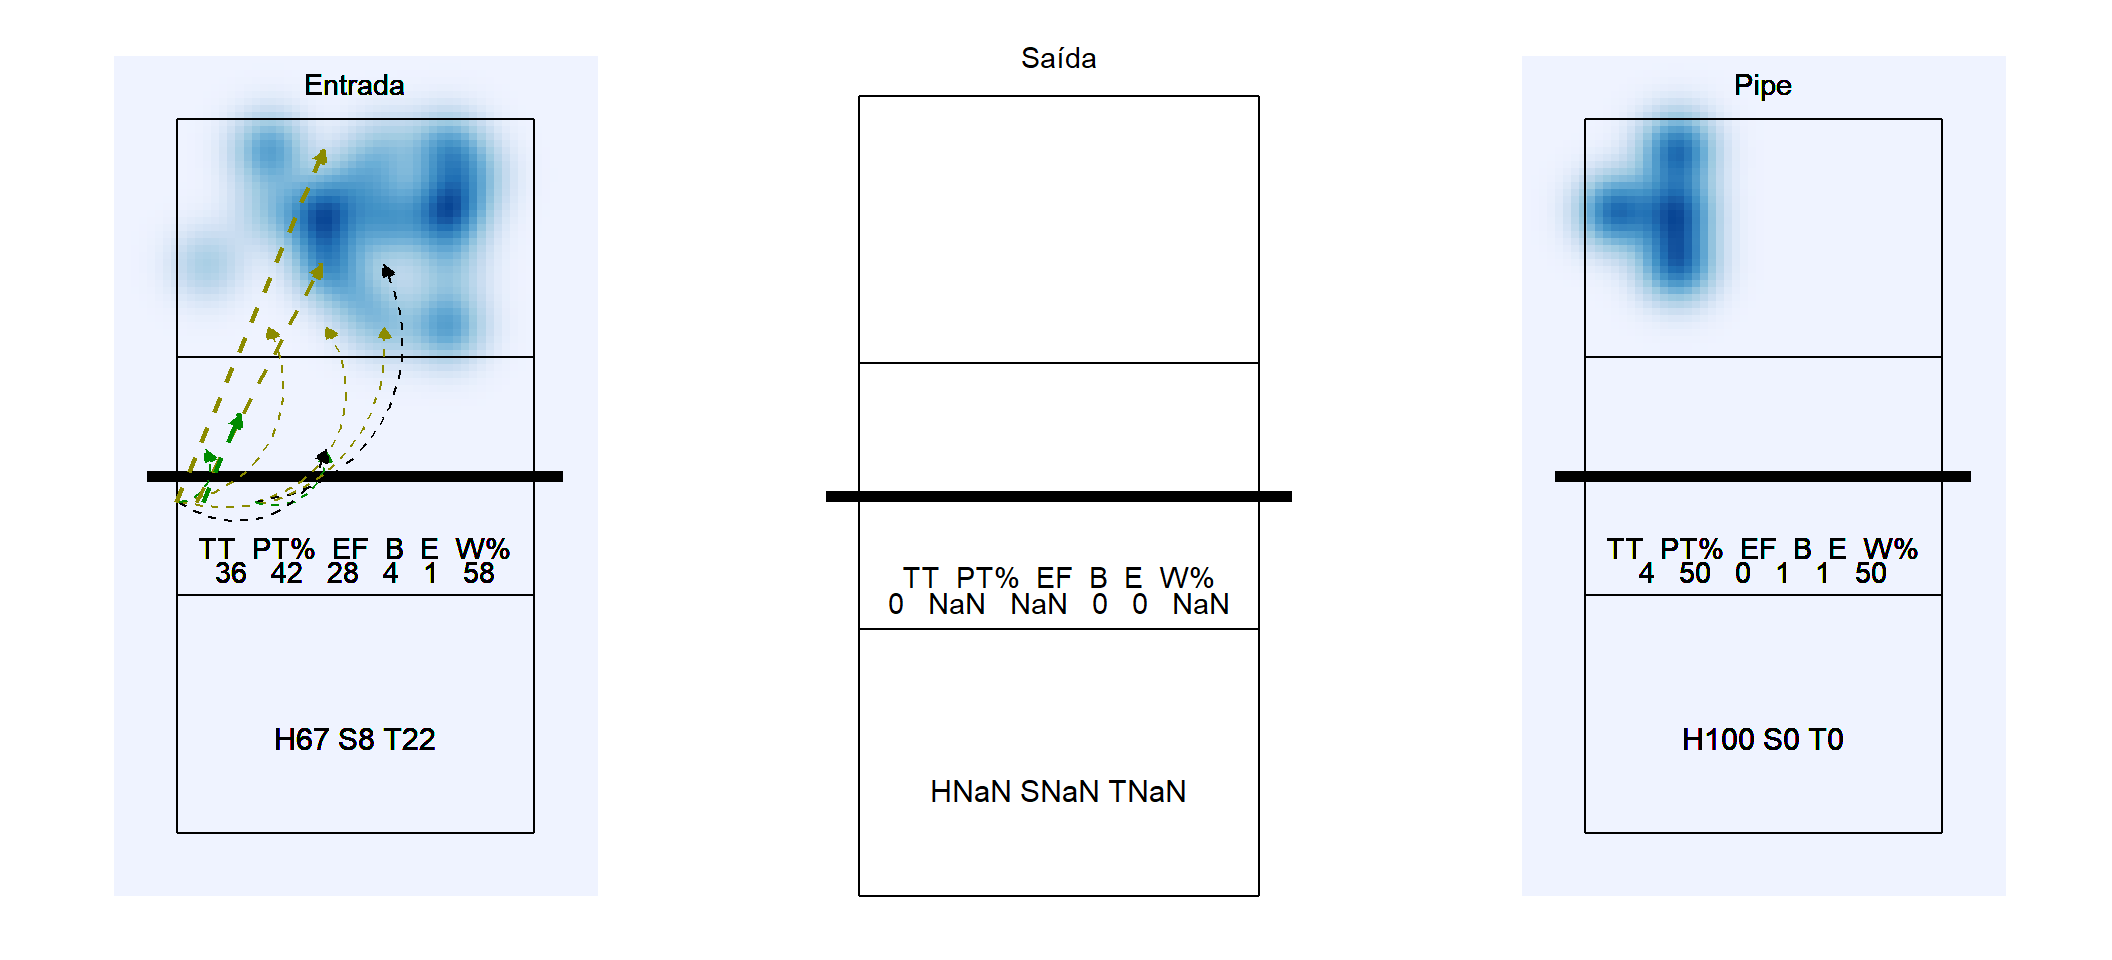 Entrada
TT PT% EF B E W%
36 42 28 4 1 58
H67 S8 T22
Saída
TT PT% EF B E W%
0 NaN NaN 0 0 NaN
HNaN SNaN TNaN
Pipe
TT PT% EF B E W%
4 50 0 1 1 50
H100 S0 T0